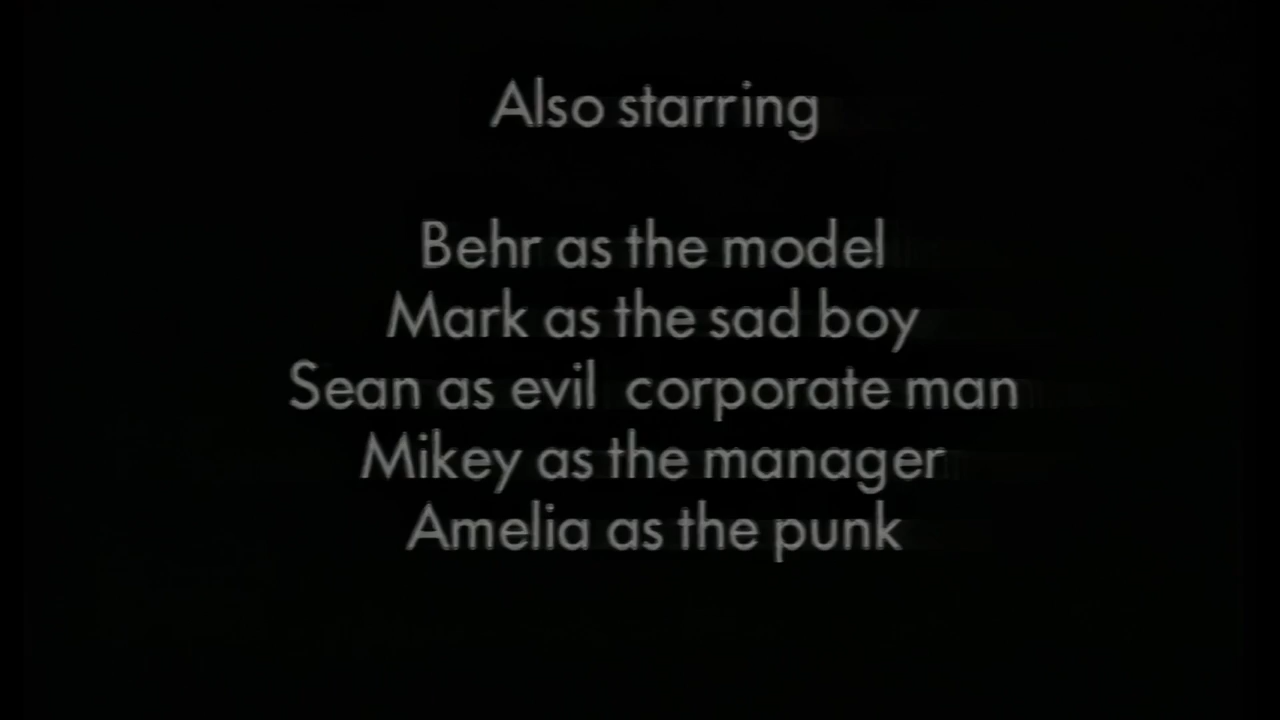 Also starring
Behr as the model
Mark as the sad boy
Sean as evil  corporate man
Mikey as the manager
Amelia as the punk